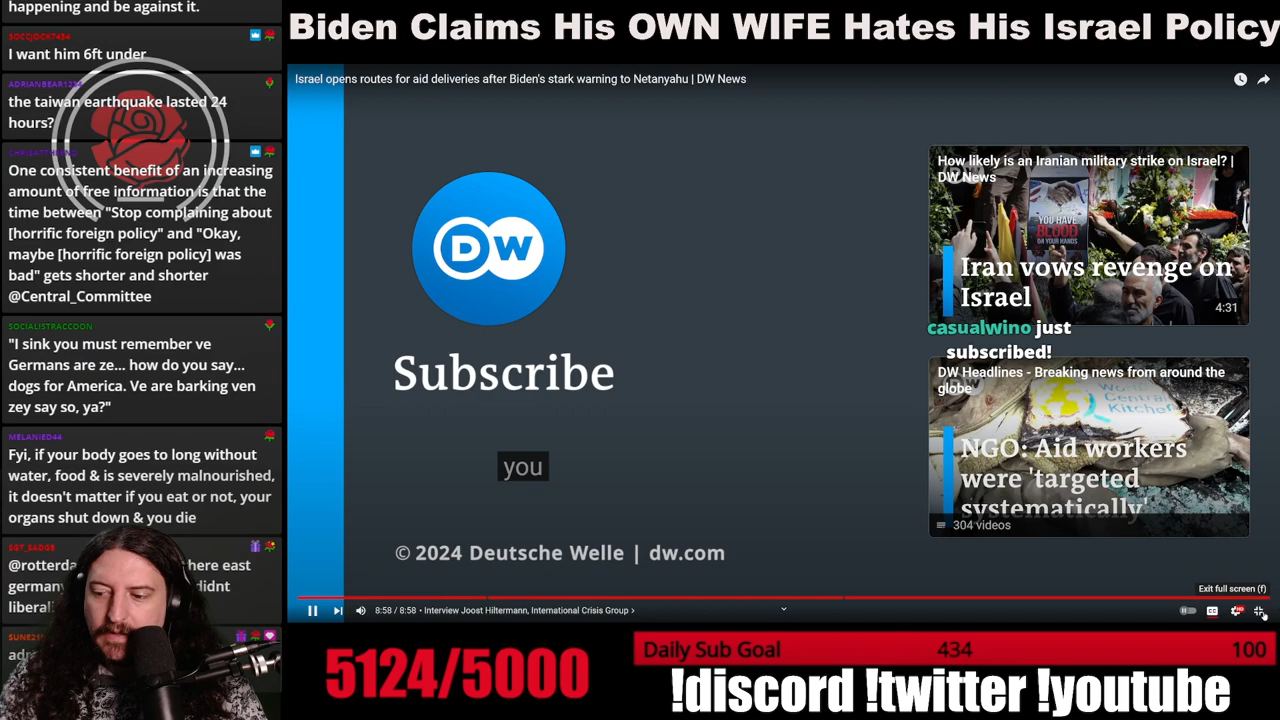 happening and be against it.
SOCCJOCK7454
I want him 6ft under
the taiwan earthquake lasted 24
hours?
One consistent benefit of an increasing
amount of free information is that the
time between "Stop complaining about
[horrific foreign policy" and "Okay,
maybe [horrific foreign policy] was
bad" gets shorter and shorter
@Central_Committee
SOCIALISTRACCOON
"I sink you must remember ve
Germans are ze... how do you say...
dogs for America. Ve are barking ven
zey say so, ya?"
MELANIED44
Fyi, if your body goes to long without
water, food & is severely malnourished,
it doesn't matter if you eat or not, your
organs shut down & you die
SGT_SADGE
here east
didnt
Biden Claims His OWN WIFE Hates His Israel Policy
Israel opens routes for aid deliveries after Biden's stark warning to Netanyahu | DW News
DW
Subscribe
you
© 2024 Deutsche Welle | dw.com
How likely is an Iranian military strike on Israel? |
DW News
YOU HAVE
BLOOD
ON YOUR HANDS
Iran vows revenge on
Israel
4:31
casualwino just
subscribed!
DW Headlines - Breaking news from around the
globe
Central
Kitchen
NGO: Aid workers
were 'targeted
systematically'
304 videos
Exit full screen (f)
8:58 / 8:58 • Interview Joost Hiltermann, International Crisis Group ›
CC
5124/5000
Daily Sub Goal 434 100
!discord !twitter !youtube